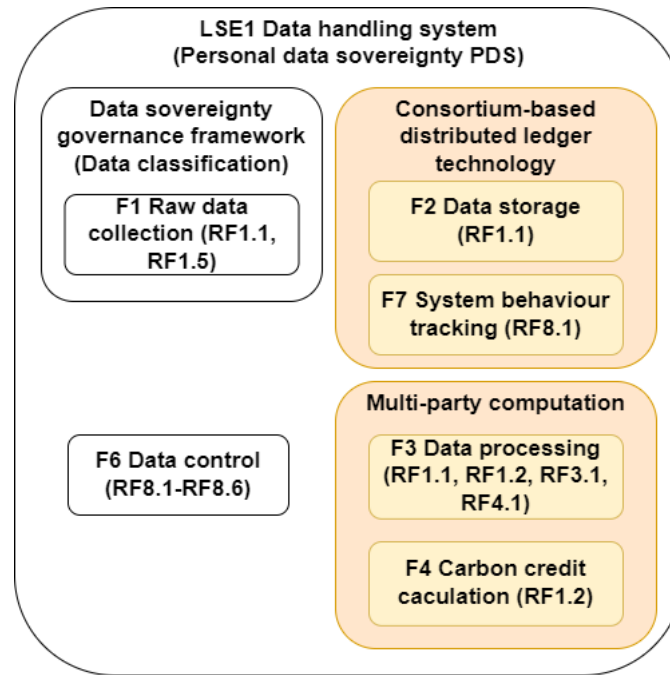 LSE1 Data handling system
(Personal data sovereignty PDS)
Data sovereignty
governance framework
(Data classification)
F1 Raw data
collection (RF1.1,
RF1.5)
Consortium-based
distributed ledger
technology
F2 Data storage
(RF1.1)
F7 System behaviour
tracking (RF8.1)
F6 Data control
(RF8.1-RF8.6)
Multi-party computation
F3 Data processing
(RF1.1, RF1.2, RF3.1,
RF4.1)
F4 Carbon credit
caculation (RF1.2)